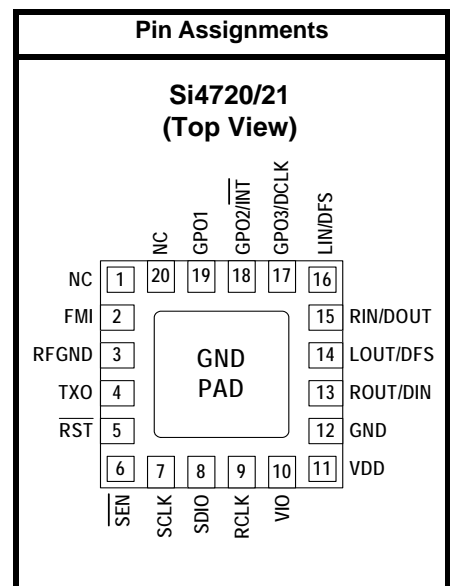 Pin Assignments
Si4720/21
(Top View)
NC
GPO1
GPO2/INT
GPO3/DCLK
LIN/DFS
NC 1 20 19 18 17 16
FMI 2 15 RIN/DOUT
RFGND 3 GND 14 LOUT/DFS
TXO 4 PAD 13 ROUT/DIN
RST 5 12 GND
6 7 8 9 10 11 VDD
SEN
SCLK
SDIO
RCLK
VIO